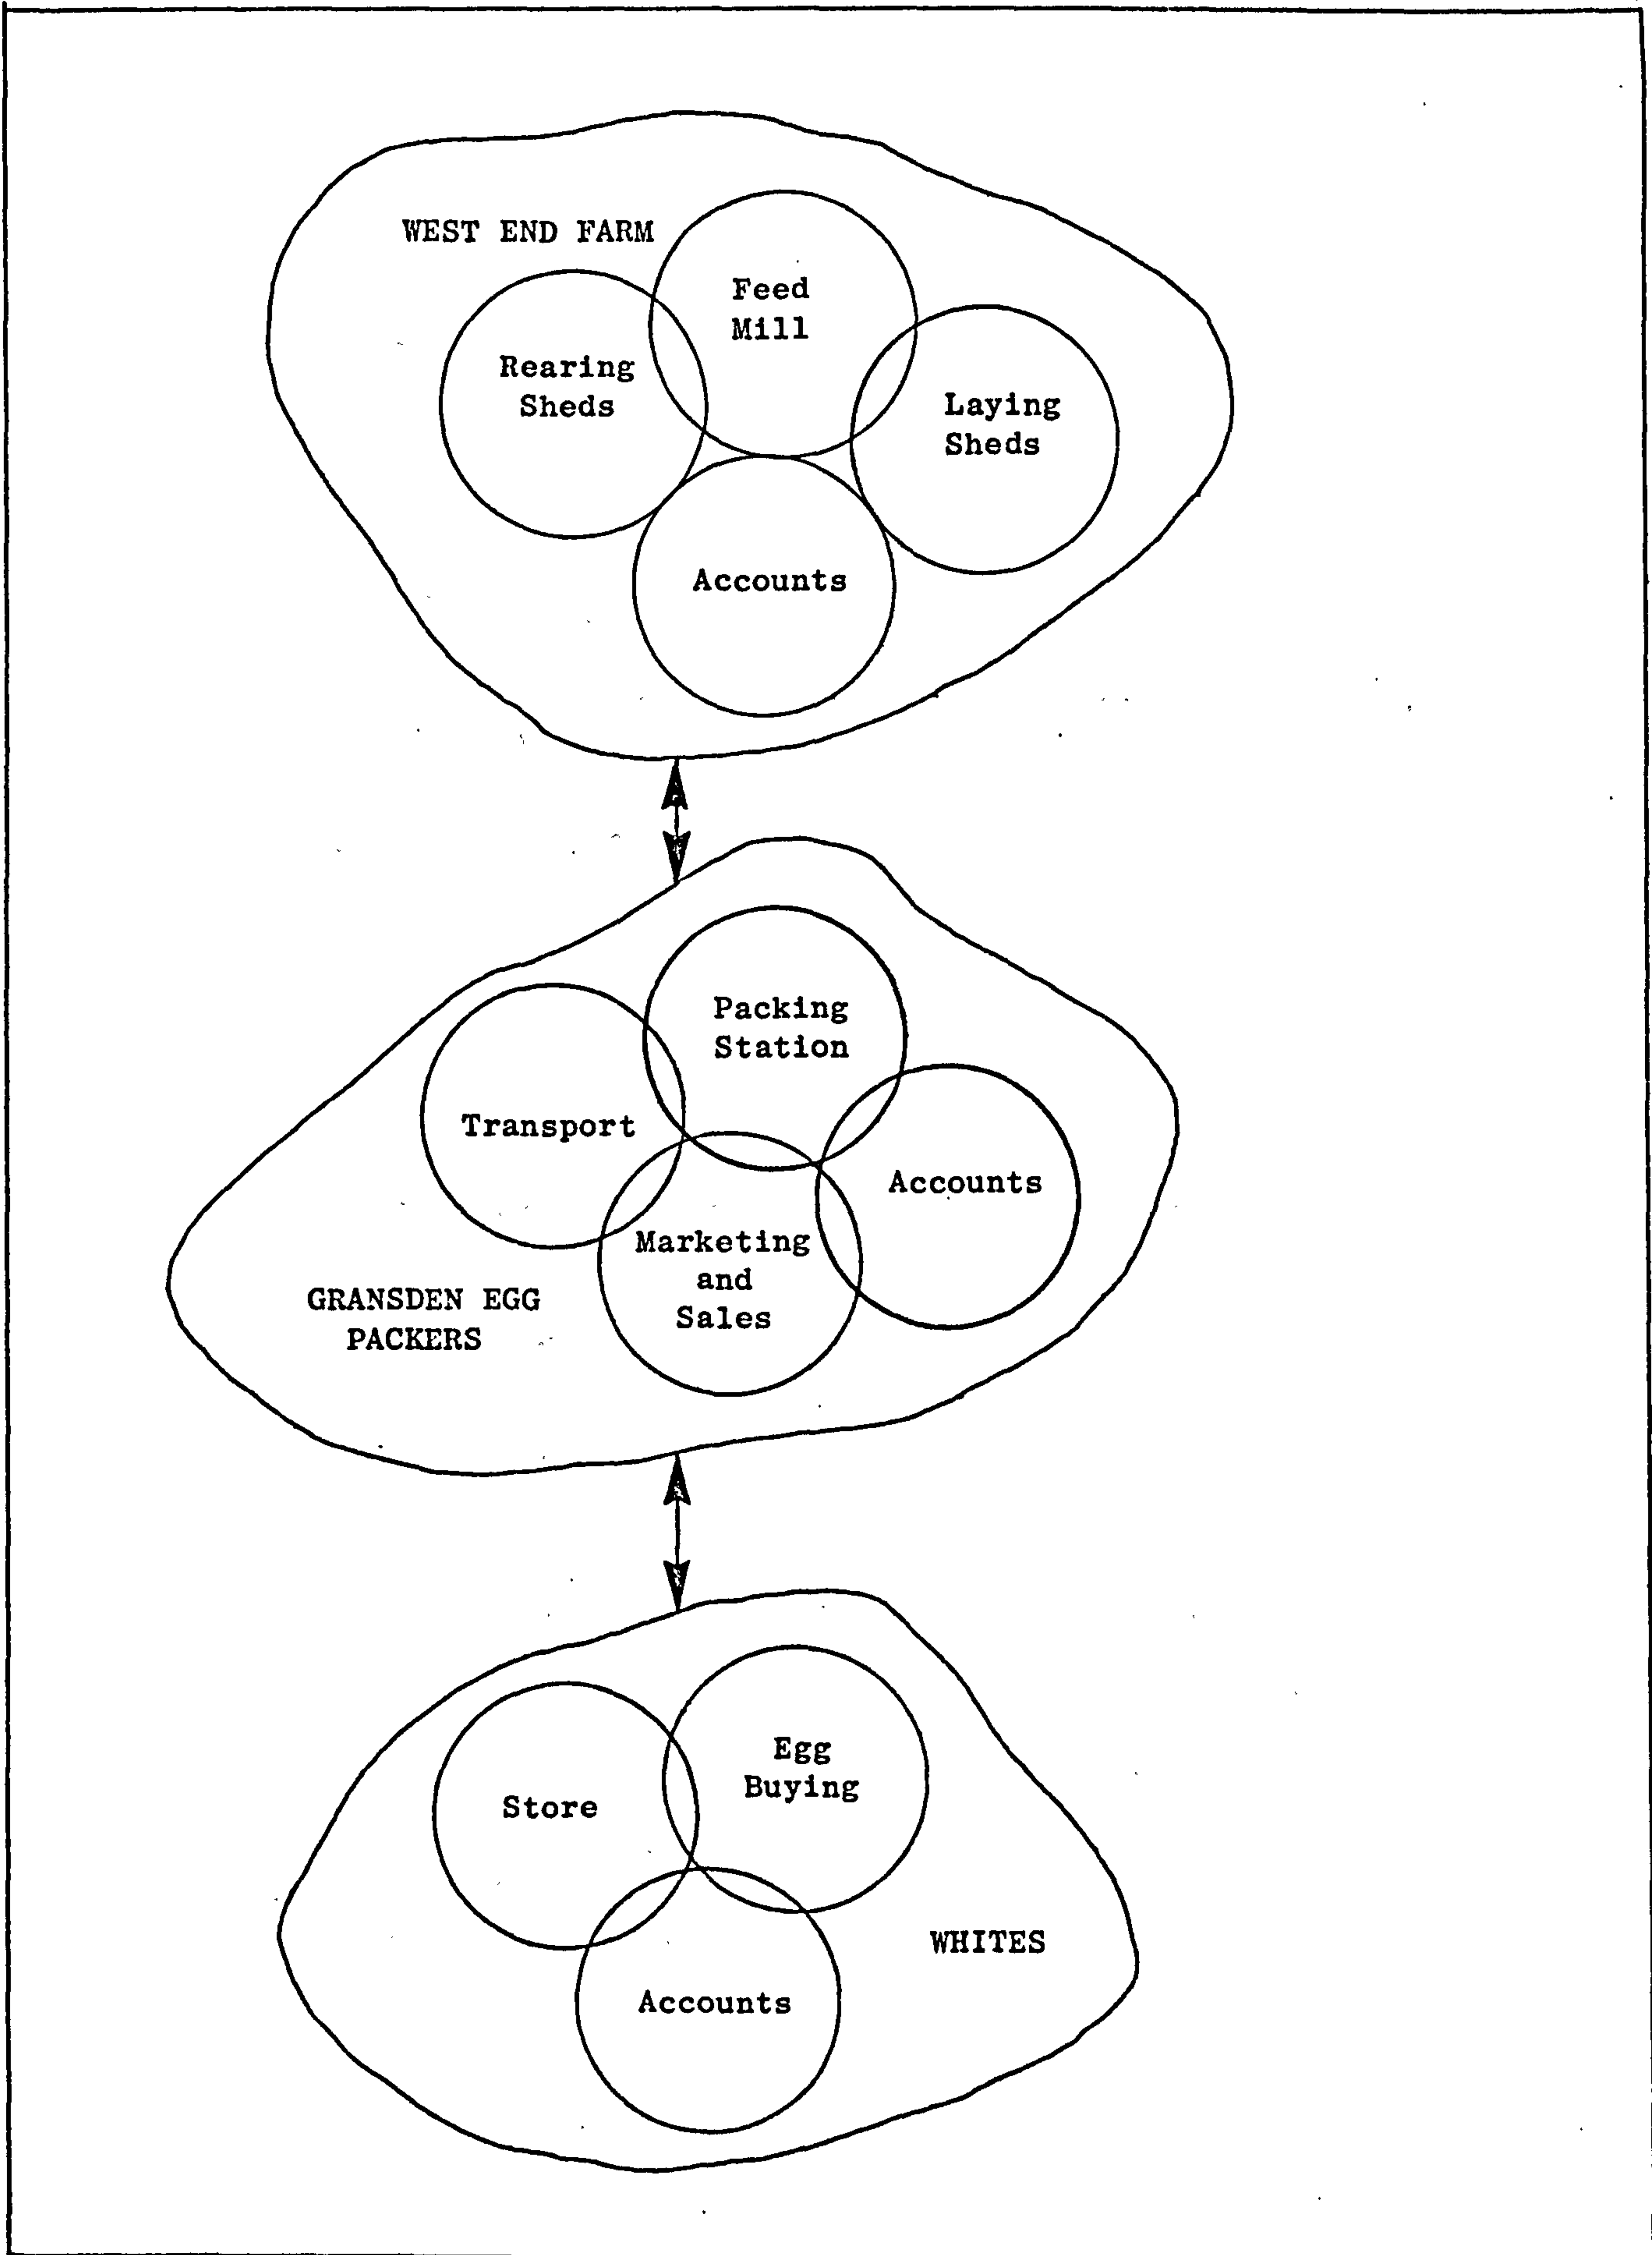 WEST END FARM
Feed
Mill
Rearing
Sheds
Laying
Sheds
Accounts
Packing
Station
Transport
Accounts
Marketing
and
Sales
GRANSDEN EGG
PACKERS
Egg
Buying
Store
WHITES
Accounts